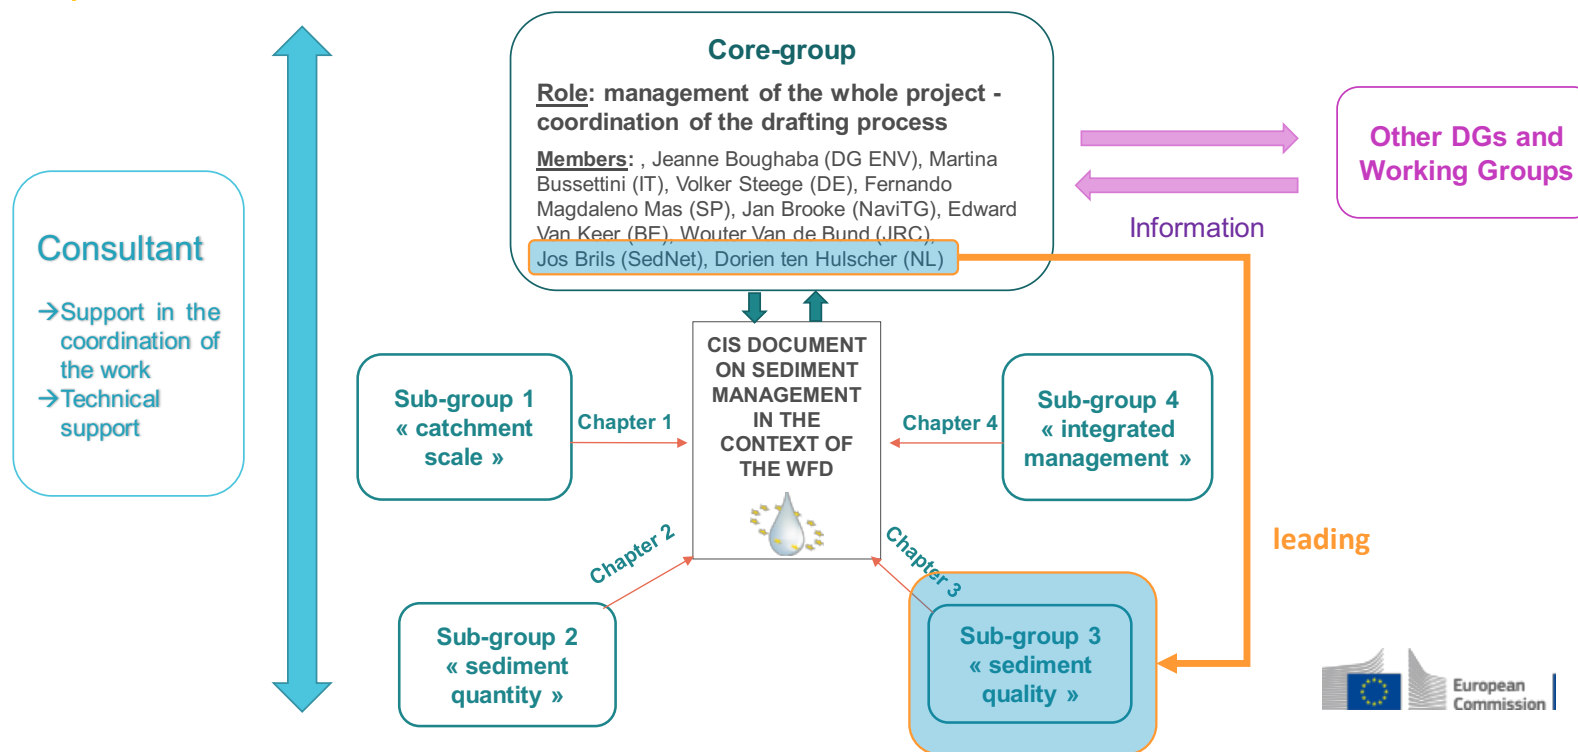 Core-group
Role: management of the whole project -
coordination of the drafting process
Members: , Jeanne Boughaba (DG ENV), Martina
Bussettini (IT), Volker Steege (DE), Fernando
Magdaleno Mas (SP), Jan Brooke (NaviTG), Edward
Van Keer (BE), Wouter Van de Bund (JRC),
Jos Brils (SedNet), Dorien ten Hulscher (NL)
Other DGs and
Working Groups
Information
Consultant
→Support in the
coordination of
the work
→Technical
support
CIS DOCUMENT
ON SEDIMENT
MANAGEMENT
IN THE
CONTEXT OF
THE WFD
Sub-group 1
« catchment
scale »
Chapter 1
Chapter 4
Sub-group 4
« integrated
management »
Chapter 2
Chapter 3
leading
Sub-group 2
« sediment
quantity »
Sub-group 3
« sediment
quality »
European
Commission